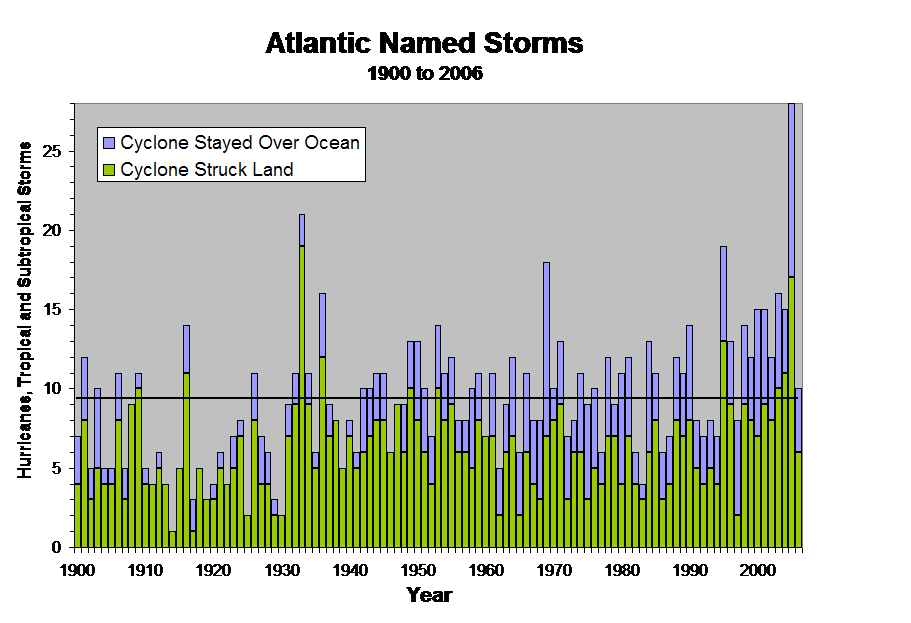 Atlantic Named Storms
1900 to 2006
Hurricanes, Tropical and Subtropical Storms
Cyclone Stayed Over Ocean
Cyclone Struck Land
25
20
15
10
5
0
1900 1910 1920 1930 1940 1950 1960 1970 1980 1990 2000
Year